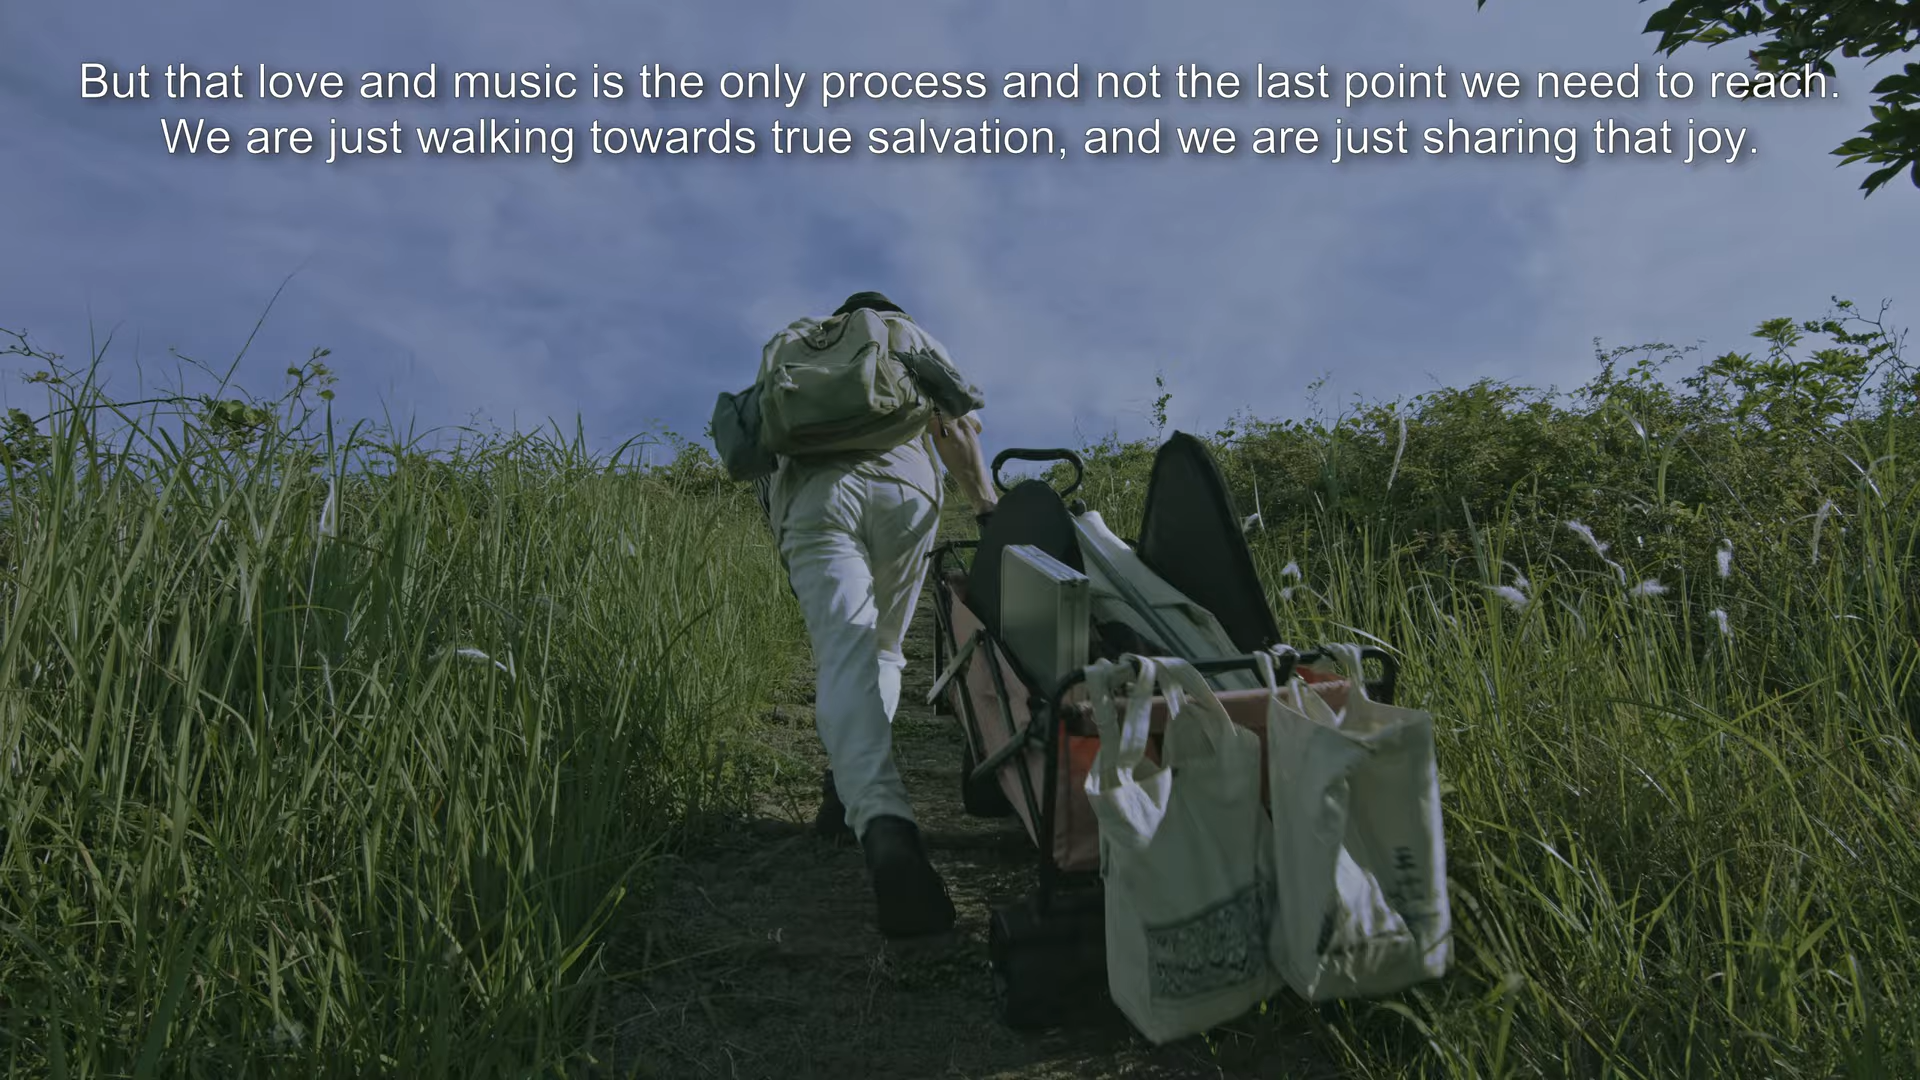 But that love and music is the only process and not the last point we need to reach.
We are just walking towards true salvation, and we are just sharing that joy.